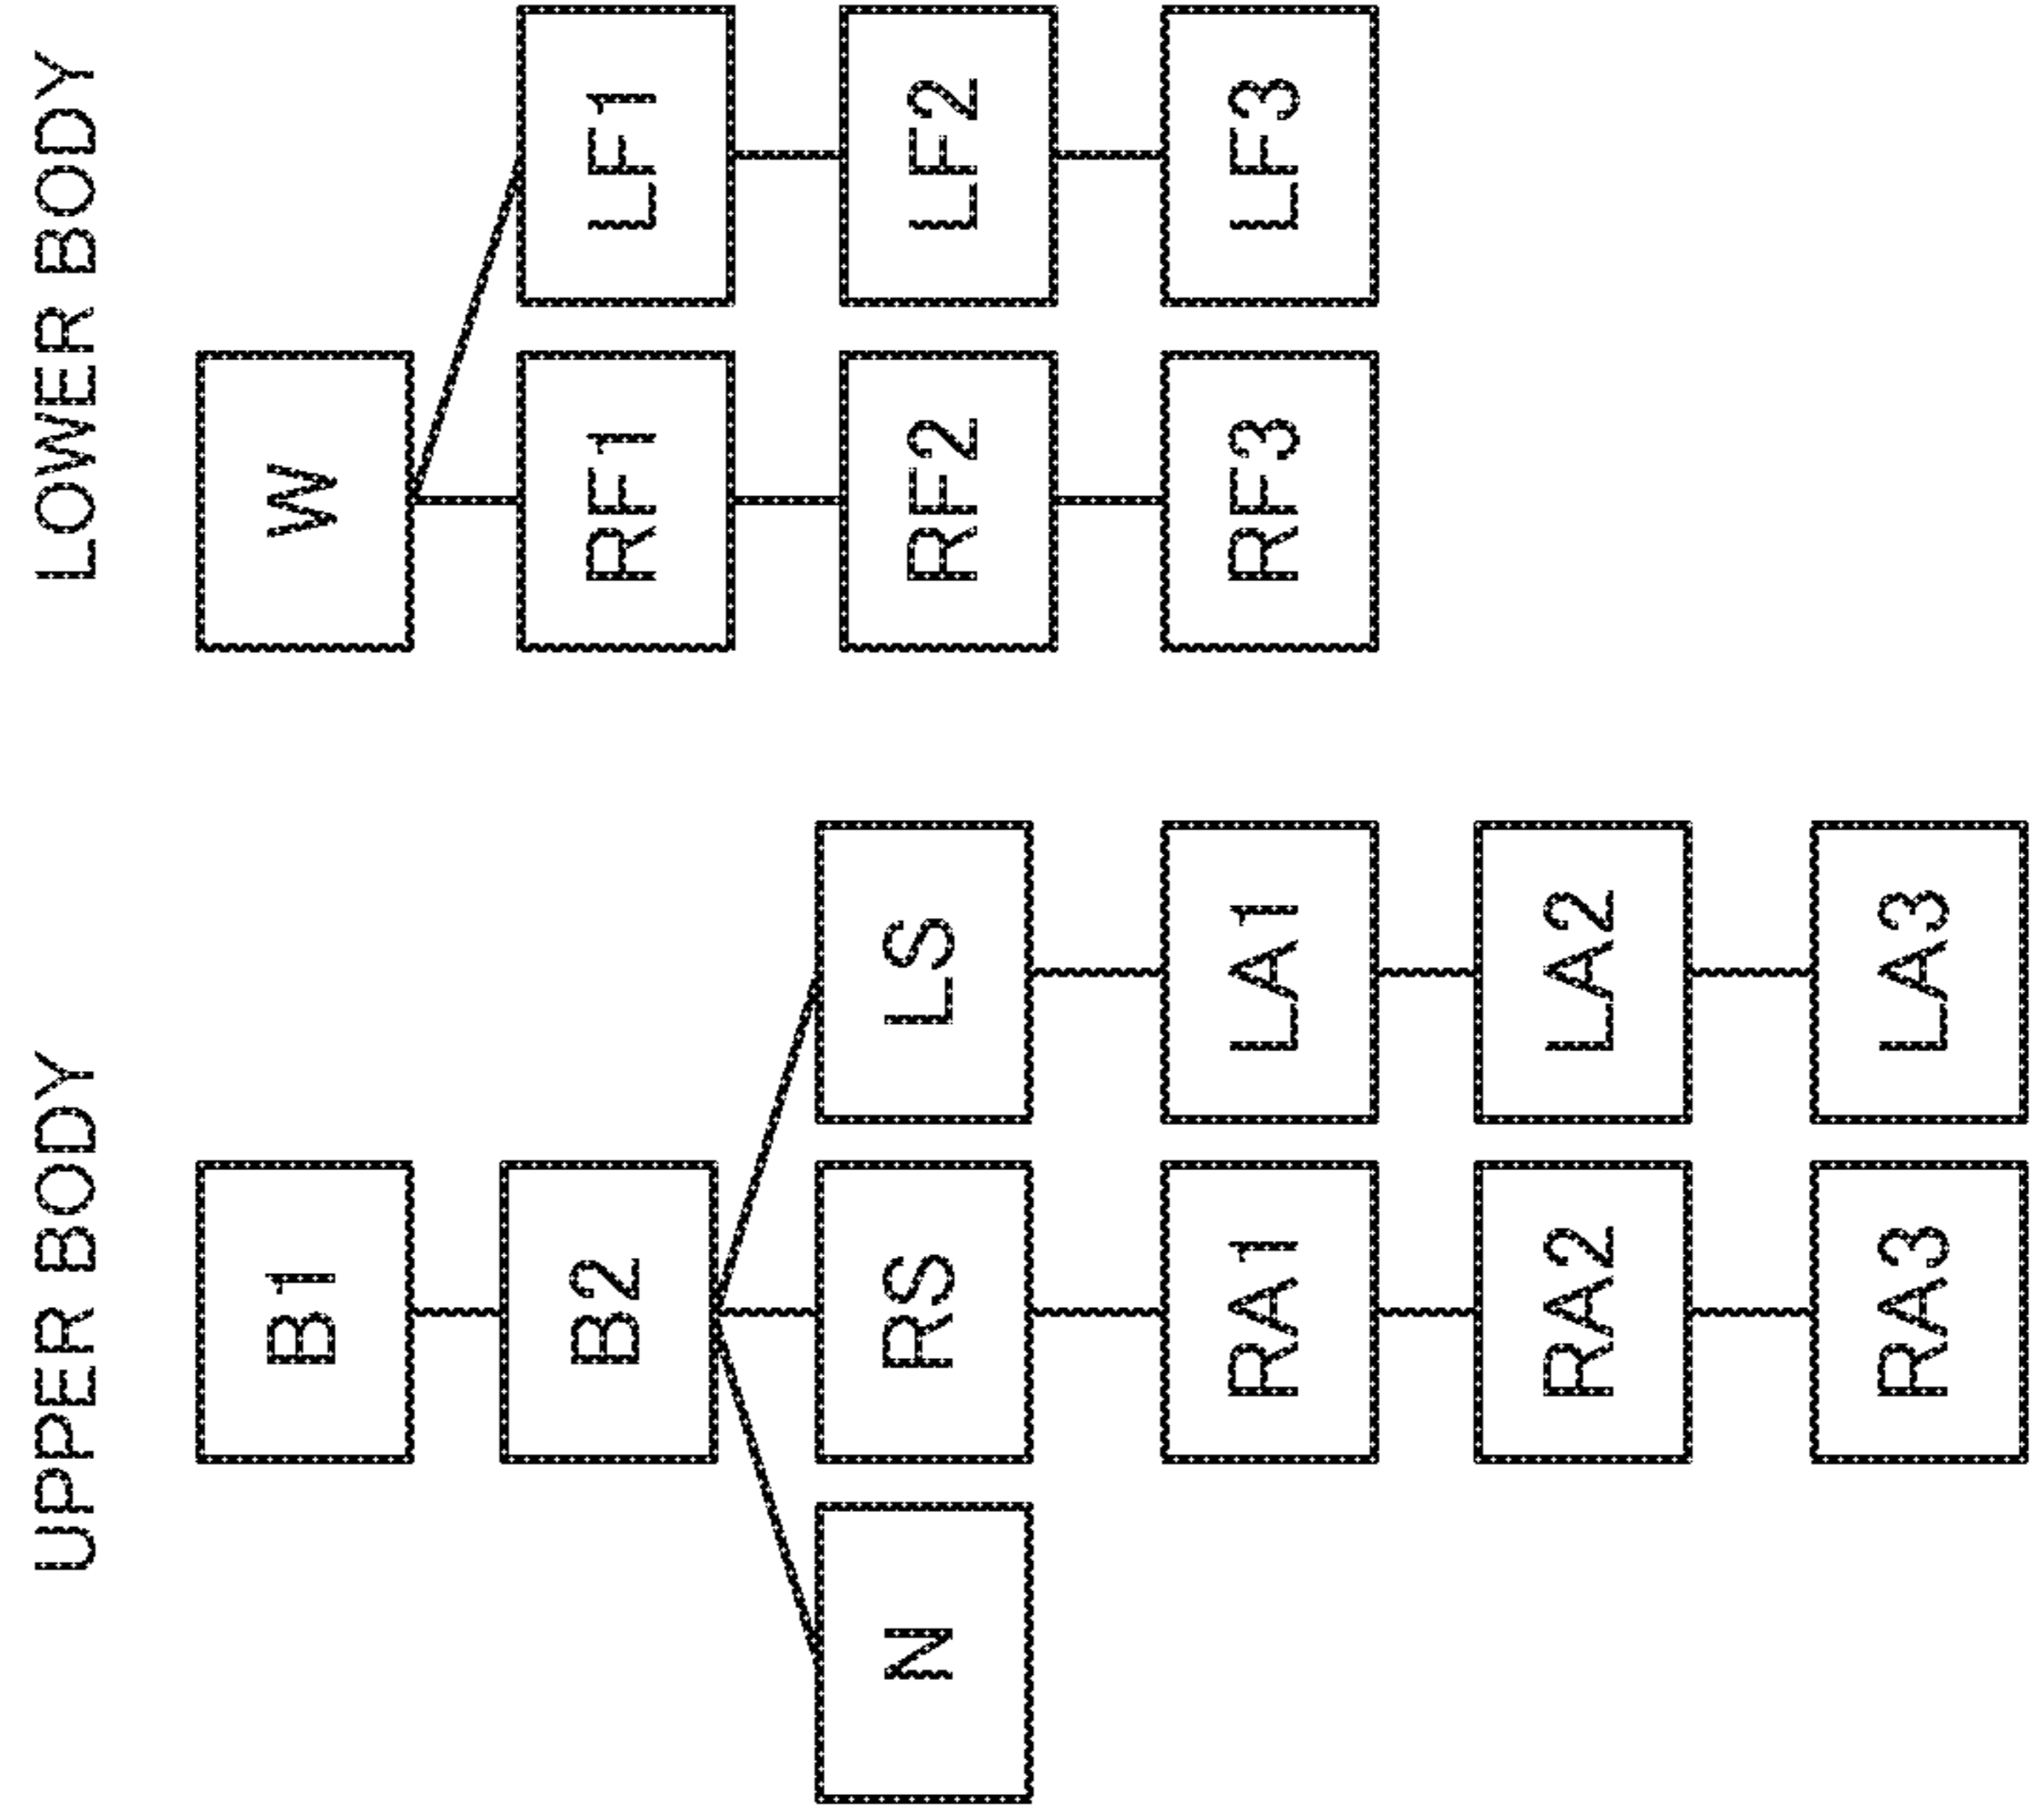 UPPER BODY
B1
B2
N
RS
LS
RA1
LA1
RA2
LA2
RA3
LA3
LOWER BODY
W
RF1
LF1
RF2
LF2
RF3
LF3